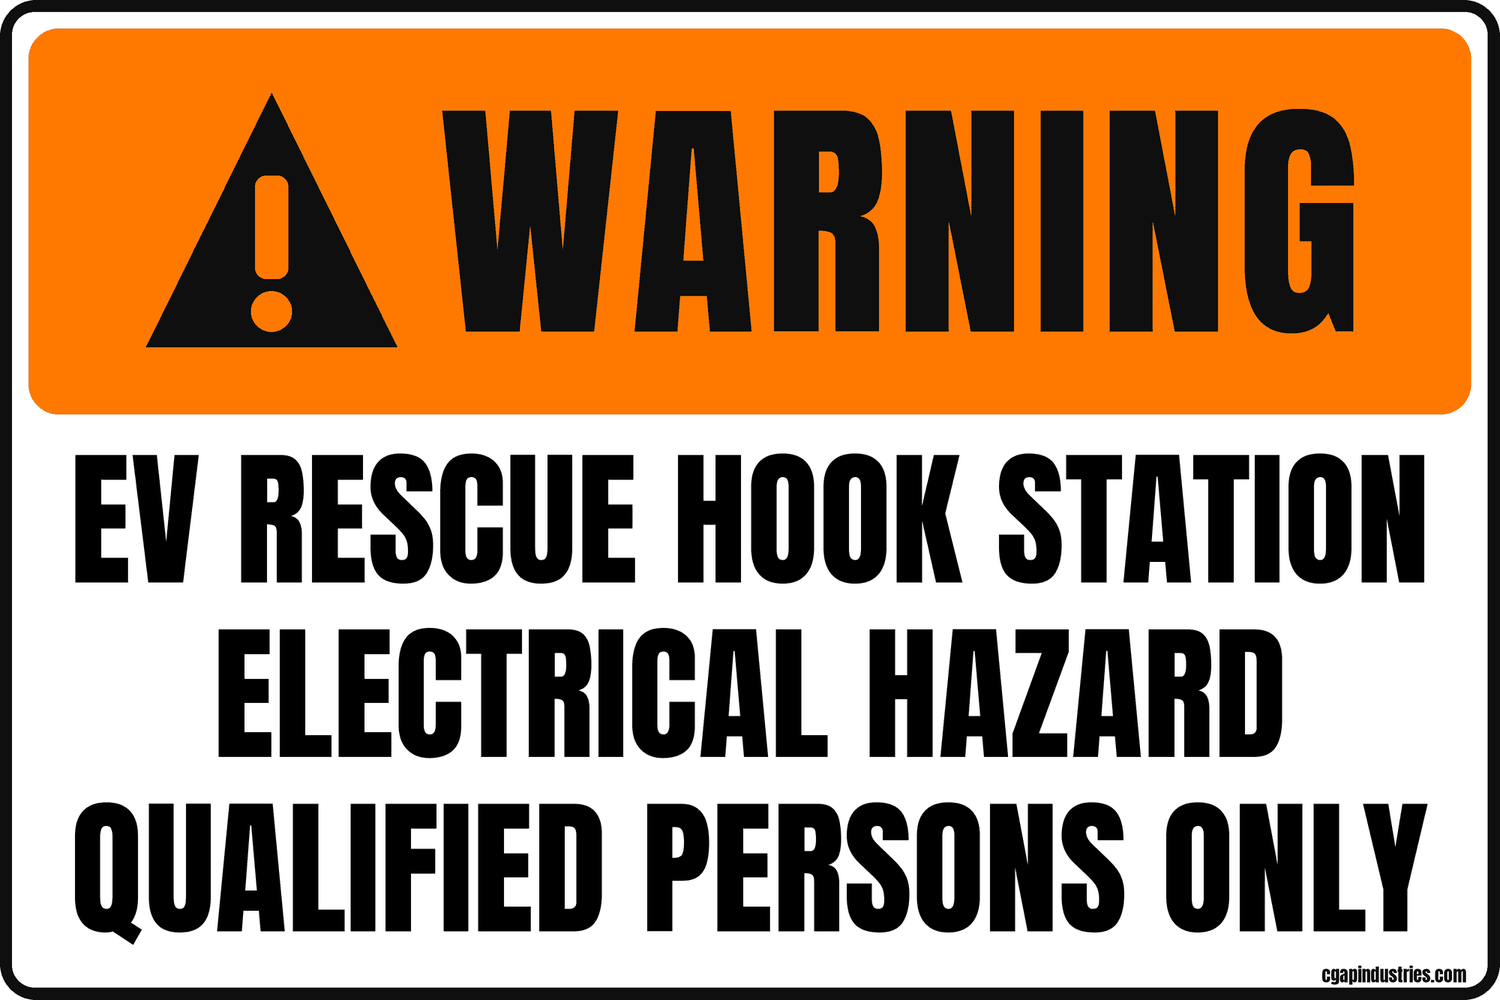 WARNING
EV RESCUE HOOK STATION
ELECTRICAL HAZARD
QUALIFIED PERSONS ONLY
cgapindustries.com